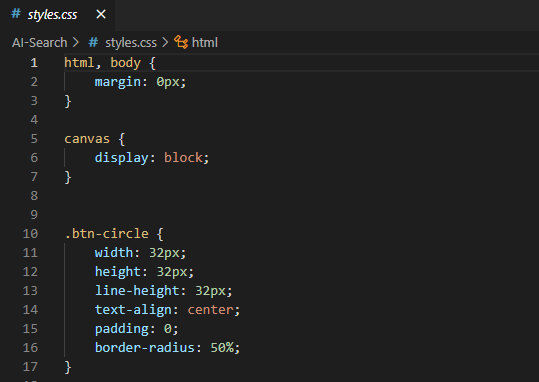 # styles.css ×
AI-Search > # styles.css > html
1 html, body {
2 margin: 0px;
3 }
4
5 canvas {
6 display: block;
7 }
8
9
10 .btn-circle {
11 width: 32px;
12 height: 32px;
13 line-height: 32px;
14 text-align: center;
15 padding: 0;
16 border-radius: 50%;
17 }